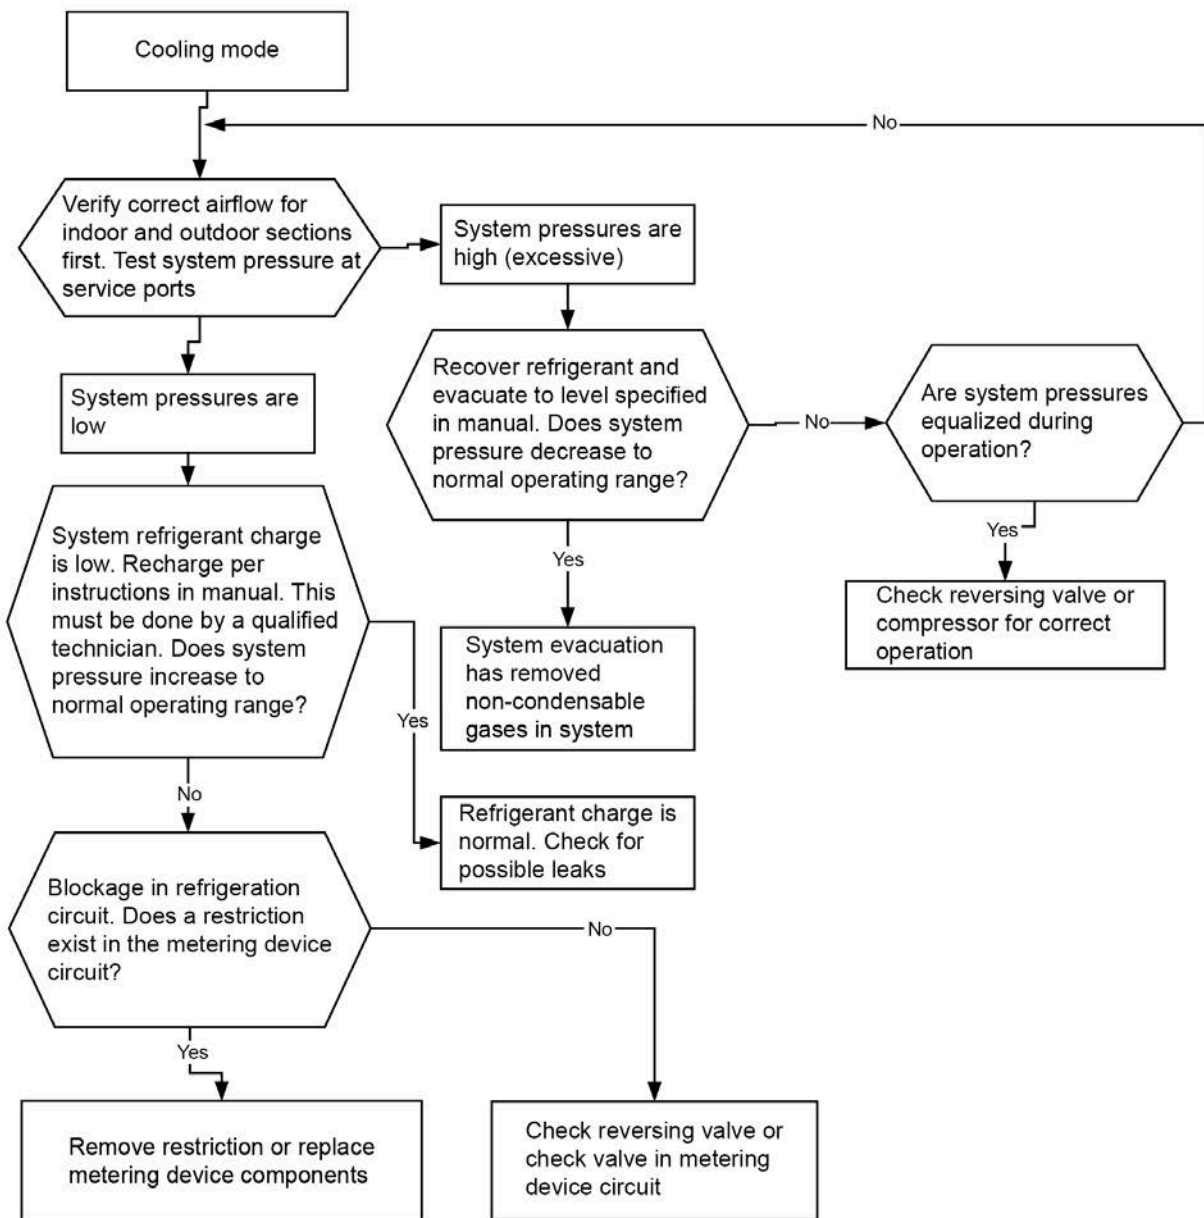 Cooling mode
No
Verify correct airflow for
indoor and outdoor sections
first. Test system pressure at
service ports
System pressures are
high (excessive)
System pressures are
low
Recover refrigerant and
evacuate to level specified
in manual. Does system
pressure decrease to
normal operating range?
No
Are system pressures
equalized during
operation?
Yes
Yes
Check reversing valve or
compressor for correct
operation
System refrigerant charge
is low. Recharge per
instructions in manual. This
must be done by a qualified
technician. Does system
pressure increase to
normal operating range?
System evacuation
has removed
non-condensable
gases in system
Yes
No
Refrigerant charge is
normal. Check for
possible leaks
Blockage in refrigeration
circuit. Does a restriction
exist in the metering device
circuit?
No
Yes
Remove restriction or replace
metering device components
Check reversing valve or
check valve in metering
device circuit